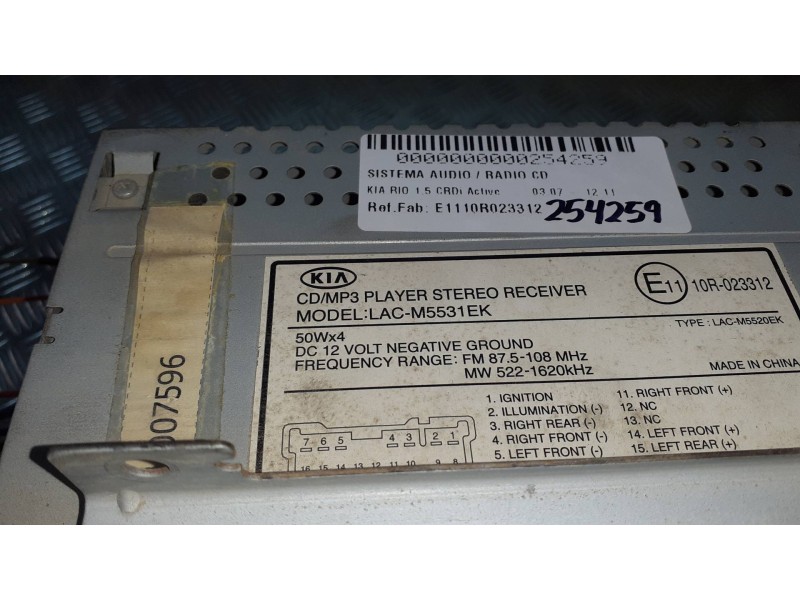 0000000000254259
SISTEMA AUDIO / RADIO CD
KIA RIO 1.5 CRDi Active 03.07 - 12.11
Ref.Fab: E1110R023312
254259
KIA
CD/MP3 PLAYER STEREO RECEIVER
MODEL:LAC-M5531EK
E11 10R-023312
50Wx4
TYPE : LAC-M5520EK
DC 12 VOLT NEGATIVE GROUND
FREQUENCY RANGE: FM 87.5-108 MHz
MW 522-1620kHz
MADE IN CHINA
1. IGNITION
2. ILLUMINATION (-)
3. RIGHT REAR (-)
4. RIGHT FRONT (-)
5. LEFT FRONT (-)
11. RIGHT FRONT (+)
12. NC
13. NC
14. LEFT FRONT (+)
15. LEFT REAR (+)
7 6 5 4 3 2 1
16 15 14 13 12 11 10 9 8
007596